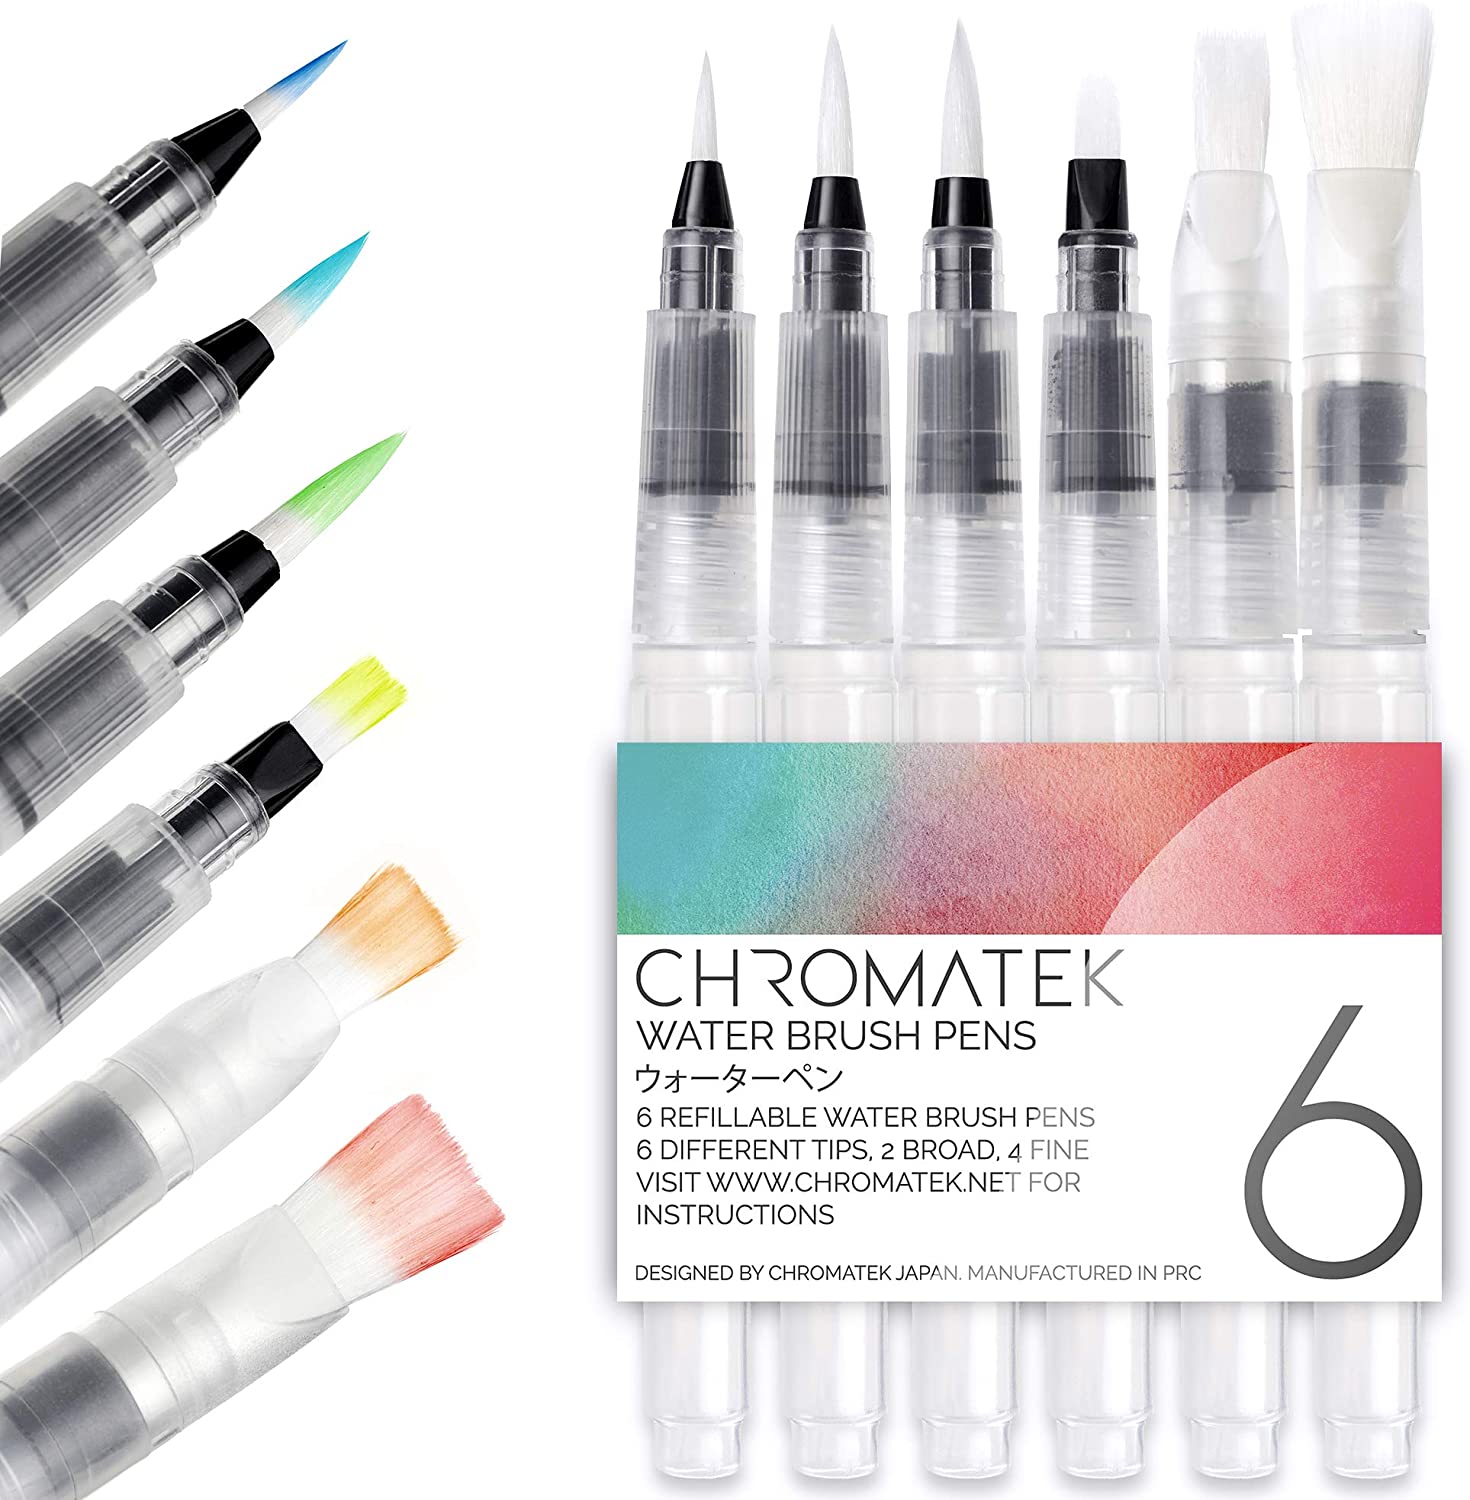 CHROMATEK
WATER BRUSH PENS
ウォーターペン
6 REFILLABLE WATER BRUSH PENS
6 DIFFERENT TIPS, 2 BROAD, 4 FINE
VISIT WWW.CHROMATEK.NET FOR
INSTRUCTIONS
6
DESIGNED BY CHROMATEK JAPAN. MANUFACTURED IN PRC